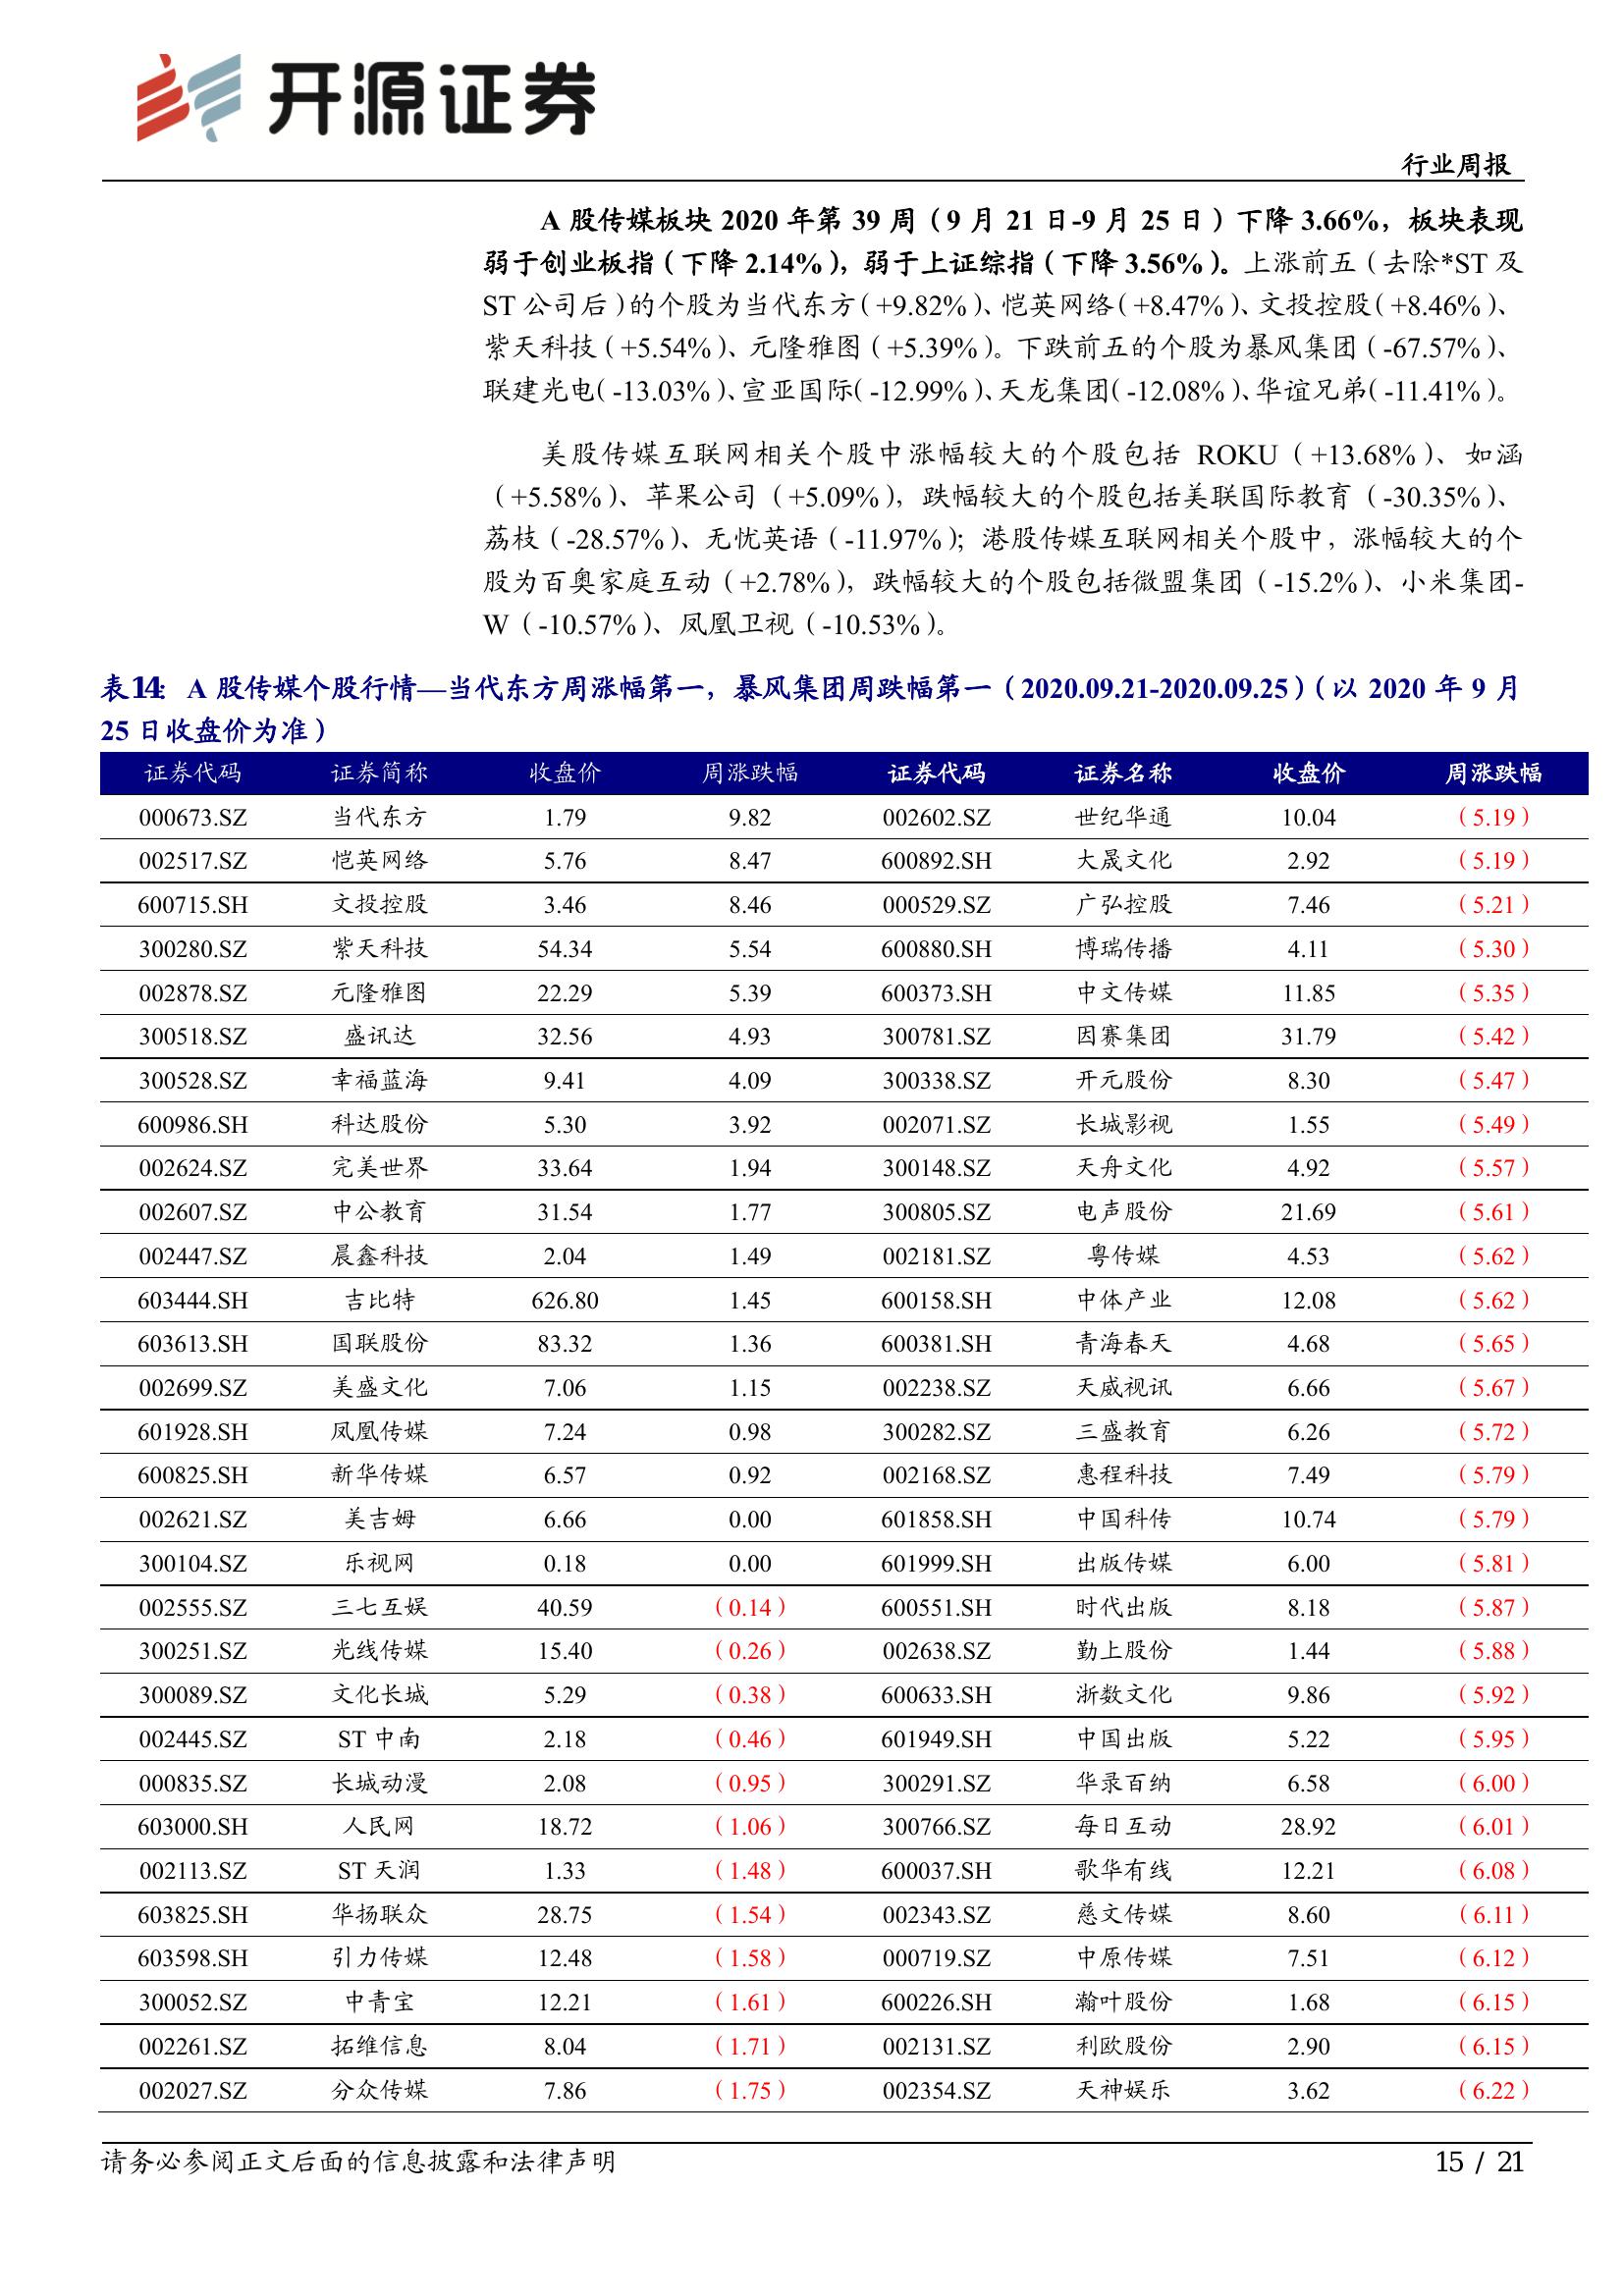 开源证券
行业周报
A 股传媒板块 2020 年第 39 周（9 月 21 日-9 月 25 日）下降 3.66%，板块表现
弱于创业板指（下降 2.14%），弱于上证综指（下降 3.56%）。上涨前五（去除*ST 及
ST 公司后）的个股为当代东方（+9.82%）、恺英网络（+8.47%）、文投控股（+8.46%）、
紫天科技（+5.54%）、元隆雅图（+5.39%）。下跌前五的个股为暴风集团（-67.57%）、
联建光电（-13.03%）、宣亚国际（-12.99%）、天龙集团（-12.08%）、华谊兄弟（-11.41%）。
美股传媒互联网相关个股中涨幅较大的个股包括 ROKU（+13.68%）、如涵
（+5.58%）、苹果公司（+5.09%），跌幅较大的个股包括美联国际教育（-30.35%）、
荔枝（-28.57%）、无忧英语（-11.97%）；港股传媒互联网相关个股中，涨幅较大的个
股为百奥家庭互动（+2.78%），跌幅较大的个股包括微盟集团（-15.2%）、小米集团-
W（-10.57%）、凤凰卫视（-10.53%）。
表14： A 股传媒个股行情—当代东方周涨幅第一，暴风集团周跌幅第一（2020.09.21-2020.09.25）（以 2020 年 9 月
25 日收盘价为准）
证券代码 证券简称 收盘价 周涨跌幅 证券代码 证券名称 收盘价 周涨跌幅
000673.SZ 当代东方 1.79 9.82 002602.SZ 世纪华通 10.04 （5.19）
002517.SZ 恺英网络 5.76 8.47 600892.SH 大晟文化 2.92 （5.19）
600715.SH 文投控股 3.46 8.46 000529.SZ 广弘控股 7.46 （5.21）
300280.SZ 紫天科技 54.34 5.54 600880.SH 博瑞传播 4.11 （5.30）
002878.SZ 元隆雅图 22.29 5.39 600373.SH 中文传媒 11.85 （5.35）
300518.SZ 盛讯达 32.56 4.93 300781.SZ 因赛集团 31.79 （5.42）
300528.SZ 幸福蓝海 9.41 4.09 300338.SZ 开元股份 8.30 （5.47）
600986.SH 科达股份 5.30 3.92 002071.SZ 长城影视 1.55 （5.49）
002624.SZ 完美世界 33.64 1.94 300148.SZ 天舟文化 4.92 （5.57）
002607.SZ 中公教育 31.54 1.77 300805.SZ 电声股份 21.69 （5.61）
002447.SZ 晨鑫科技 2.04 1.49 002181.SZ 粤传媒 4.53 （5.62）
603444.SH 吉比特 626.80 1.45 600158.SH 中体产业 12.08 （5.62）
603613.SH 国联股份 83.32 1.36 600381.SH 青海春天 4.68 （5.65）
002699.SZ 美盛文化 7.06 1.15 002238.SZ 天威视讯 6.66 （5.67）
601928.SH 凤凰传媒 7.24 0.98 300282.SZ 三盛教育 6.26 （5.72）
600825.SH 新华传媒 6.57 0.92 002168.SZ 惠程科技 7.49 （5.79）
002621.SZ 美吉姆 6.66 0.00 601858.SH 中国科传 10.74 （5.79）
300104.SZ 乐视网 0.18 0.00 601999.SH 出版传媒 6.00 （5.81）
002555.SZ 三七互娱 40.59 （0.14） 600551.SH 时代出版 8.18 （5.87）
300251.SZ 光线传媒 15.40 （0.26） 002638.SZ 勤上股份 1.44 （5.88）
300089.SZ 文化长城 5.29 （0.38） 600633.SH 浙数文化 9.86 （5.92）
002445.SZ ST 中南 2.18 （0.46） 601949.SH 中国出版 5.22 （5.95）
000835.SZ 长城动漫 2.08 （0.95） 300291.SZ 华录百纳 6.58 （6.00）
603000.SH 人民网 18.72 （1.06） 300766.SZ 每日互动 28.92 （6.01）
002113.SZ ST 天润 1.33 （1.48） 600037.SH 歌华有线 12.21 （6.08）
603825.SH 华扬联众 28.75 （1.54） 002343.SZ 慈文传媒 8.60 （6.11）
603598.SH 引力传媒 12.48 （1.58） 000719.SZ 中原传媒 7.51 （6.12）
300052.SZ 中青宝 12.21 （1.61） 600226.SH 瀚叶股份 1.68 （6.15）
002261.SZ 拓维信息 8.04 （1.71） 002131.SZ 利欧股份 2.90 （6.15）
002027.SZ 分众传媒 7.86 （1.75） 002354.SZ 天神娱乐 3.62 （6.22）
请务必参阅正文后面的信息披露和法律声明 15 / 21